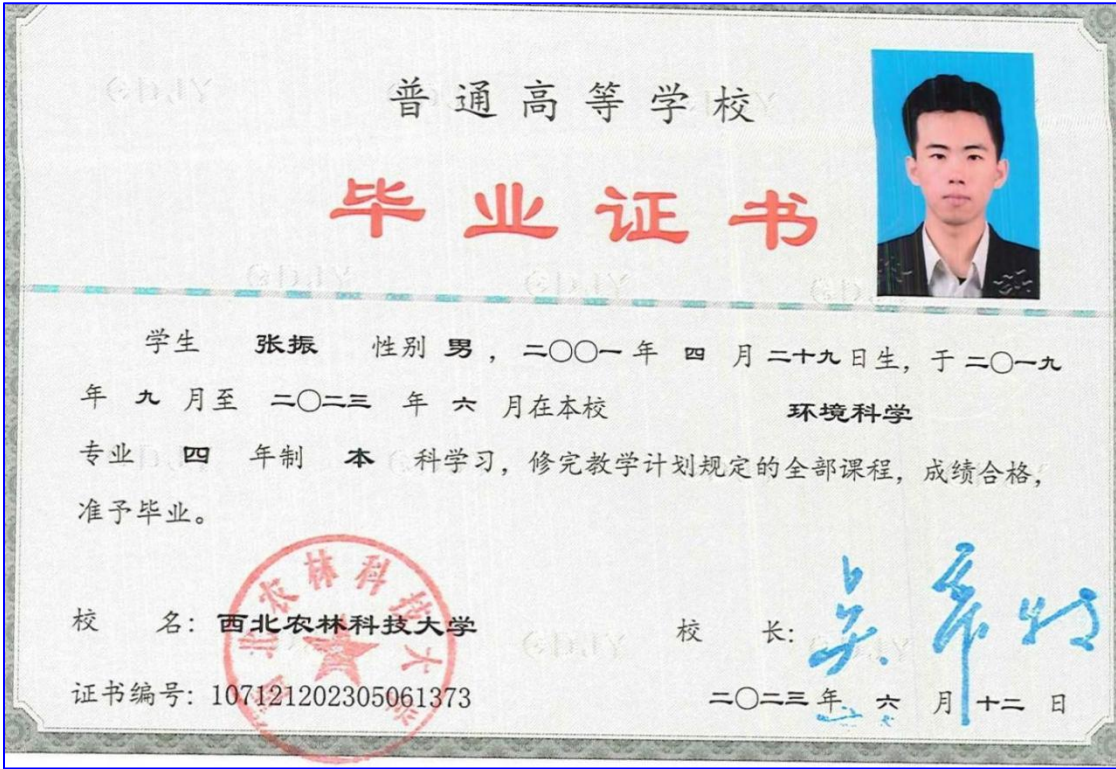 普通高等学校
毕业证书
学生 张振 性别 男，二〇〇一 年 四 月 二十九 日生，于 二〇一九
年 九 月至 二〇二三 年 六 月在本校 环境科学
专业 四 年制 本 科学习，修完教学计划规定的全部课程，成绩合格，
准予毕业。
校 名：西北农林科技大学 校 长：
证书编号：107121202305061373 二〇二三 年 六 月 十二 日